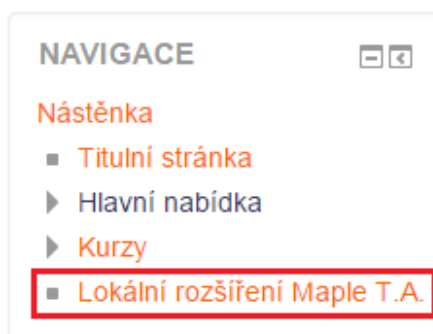 NAVIGACE
Nástěnka
Titulní stránka
Hlavní nabídka
Kurzy
Lokální rozšíření Maple T.A.